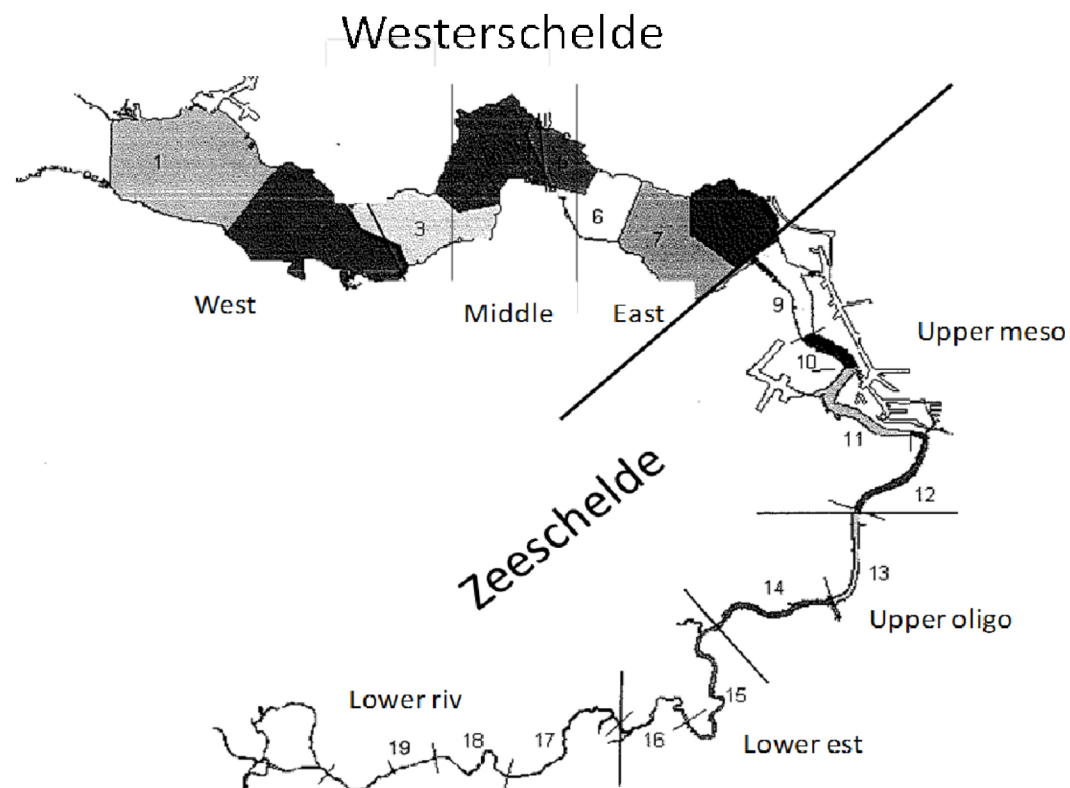 Westerschelde
1
3
6
7
West
Middle
East
9
Upper meso
10
11
12
Zeeschelde
13
14
Upper oligo
15
Lower riv
16
17
18
19
Lower est